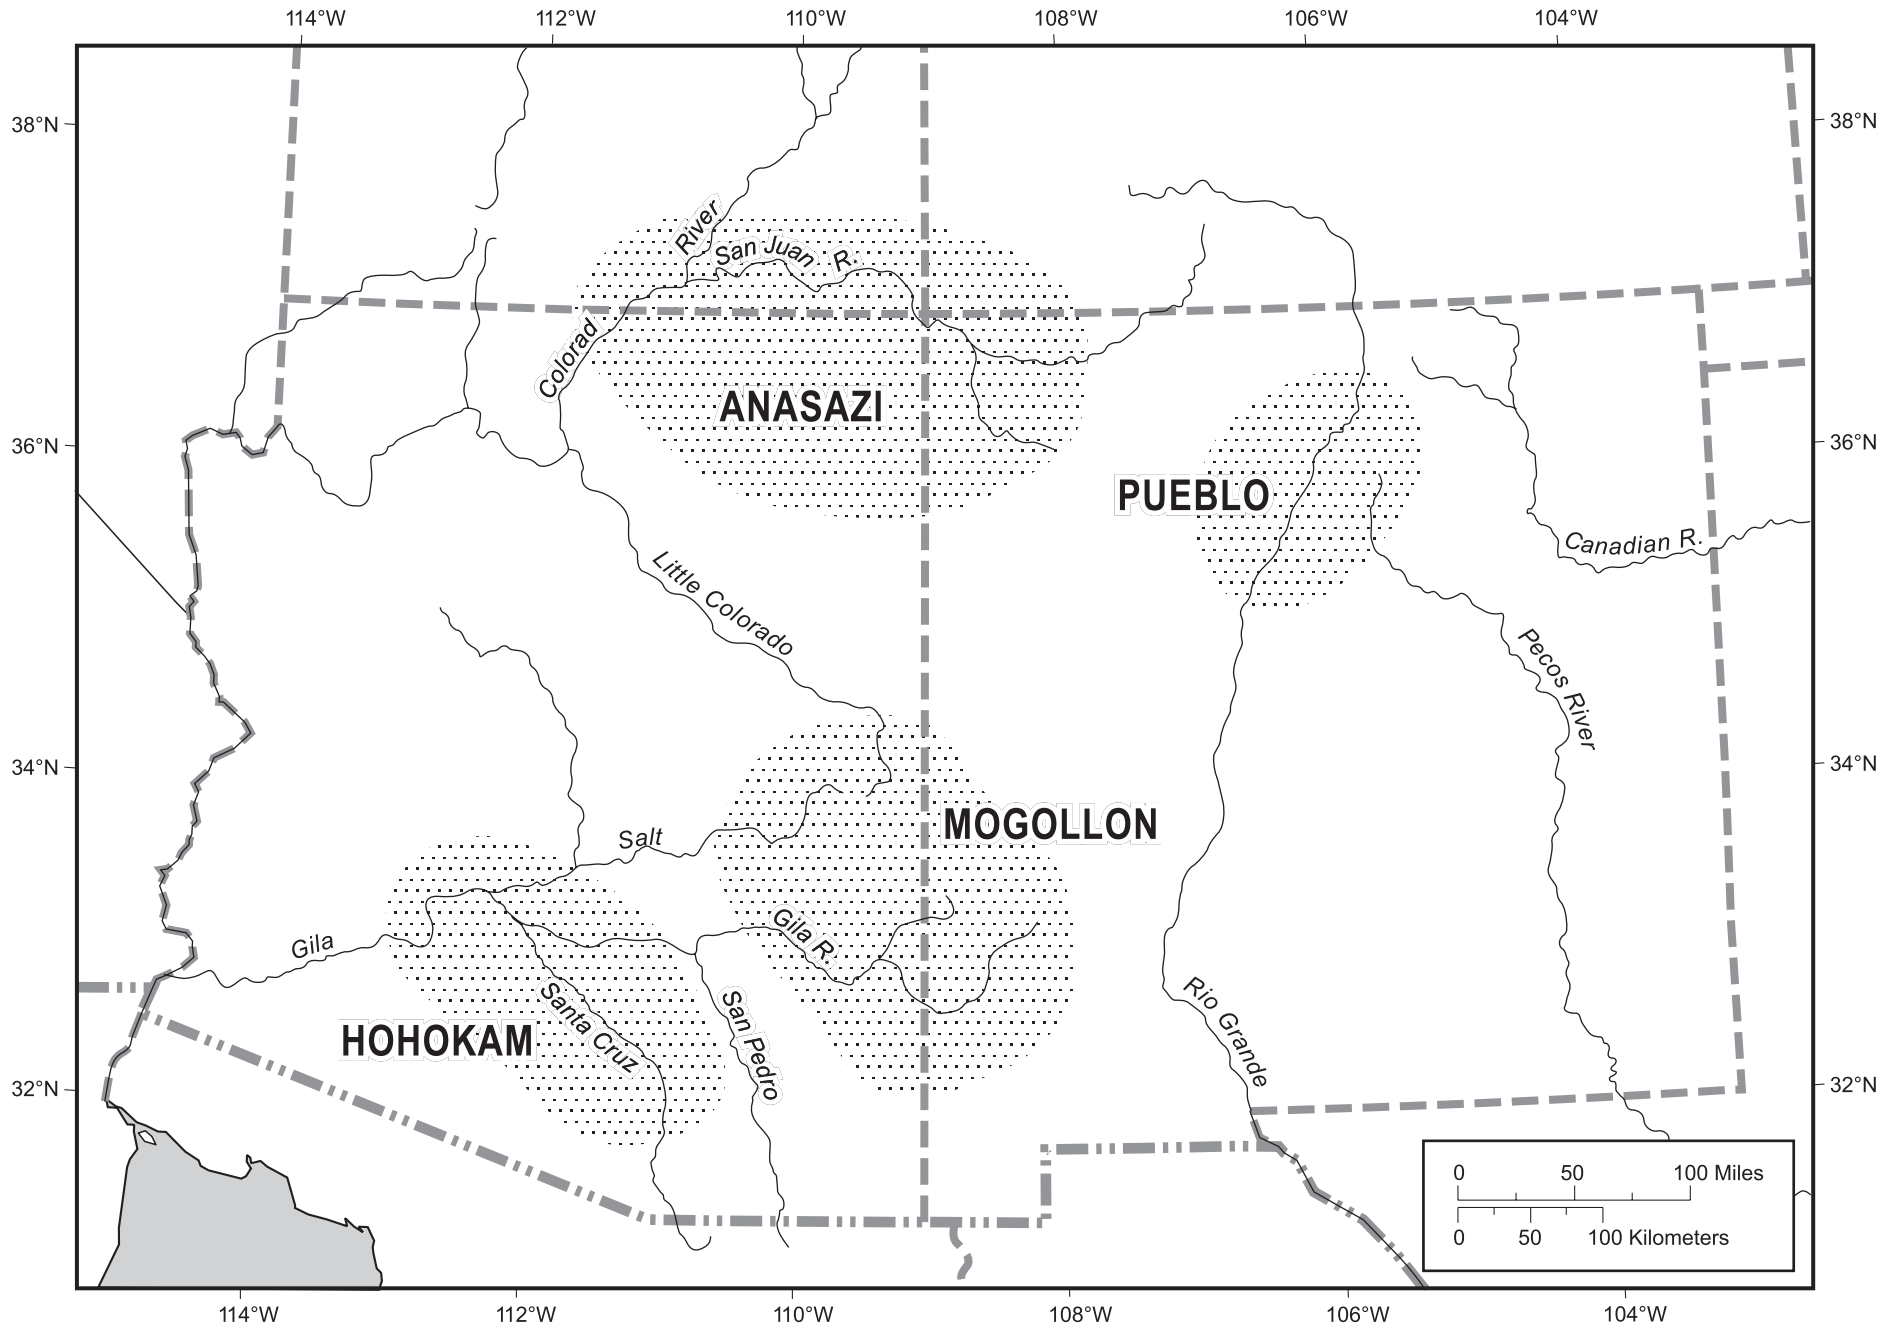 114°W 112°W 110°W 108°W 106°W 104°W
38°N 38°N
River
San Juan R.
Colorad
ANASAZI
36°N 36°N
PUEBLO
Canadian R.
Little Colorado
Pecos River
34°N 34°N
MOGOLLON
Salt
Gila R.
Gila
Santa Cruz
San Pedro
Rio Grande
HOHOKAM
32°N 32°N
0 50 100 Miles
0 50 100 Kilometers
114°W 112°W 110°W 108°W 106°W 104°W